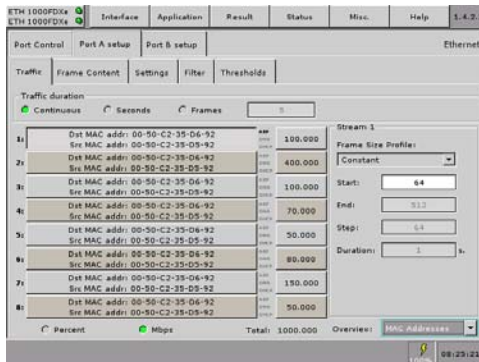 ETH 1000FDXe Interface Application Result Status Misc. Help 1.4.2.
ETH 1000FDXe
Port Control Port A setup Port B setup Ethernet
Traffic Frame Content Settings Filter Thresholds
Traffic duration
Continuous Seconds Frames 5
Stream 1
1: Dst MAC addr: 00-50-C2-35-D6-92 100.000
Src MAC addr: 00-50-C2-35-D5-92
Frame Size Profile:
2: Dst MAC addr: 00-50-C2-35-D6-92 400.000 Constant
Src MAC addr: 00-50-C2-35-D5-92
3: Dst MAC addr: 00-50-C2-35-D6-92 100.000 Start: 64
Src MAC addr: 00-50-C2-35-D5-92
4: Dst MAC addr: 00-50-C2-35-D6-92 70.000 End: 512
Src MAC addr: 00-50-C2-35-D5-92
5: Dst MAC addr: 00-50-C2-35-D6-92 50.000 Step: 64
Src MAC addr: 00-50-C2-35-D5-92
6: Dst MAC addr: 00-50-C2-35-D6-92 80.000 Duration: 1 s.
Src MAC addr: 00-50-C2-35-D5-92
7: Dst MAC addr: 00-50-C2-35-D6-92 150.000
Src MAC addr: 00-50-C2-35-D5-92
8: Dst MAC addr: 00-50-C2-35-D6-92 50.000
Src MAC addr: 00-50-C2-35-D5-92
Percent Mbps Total: 1000.000 Overview: MAC Addresses
100% 08:25:21